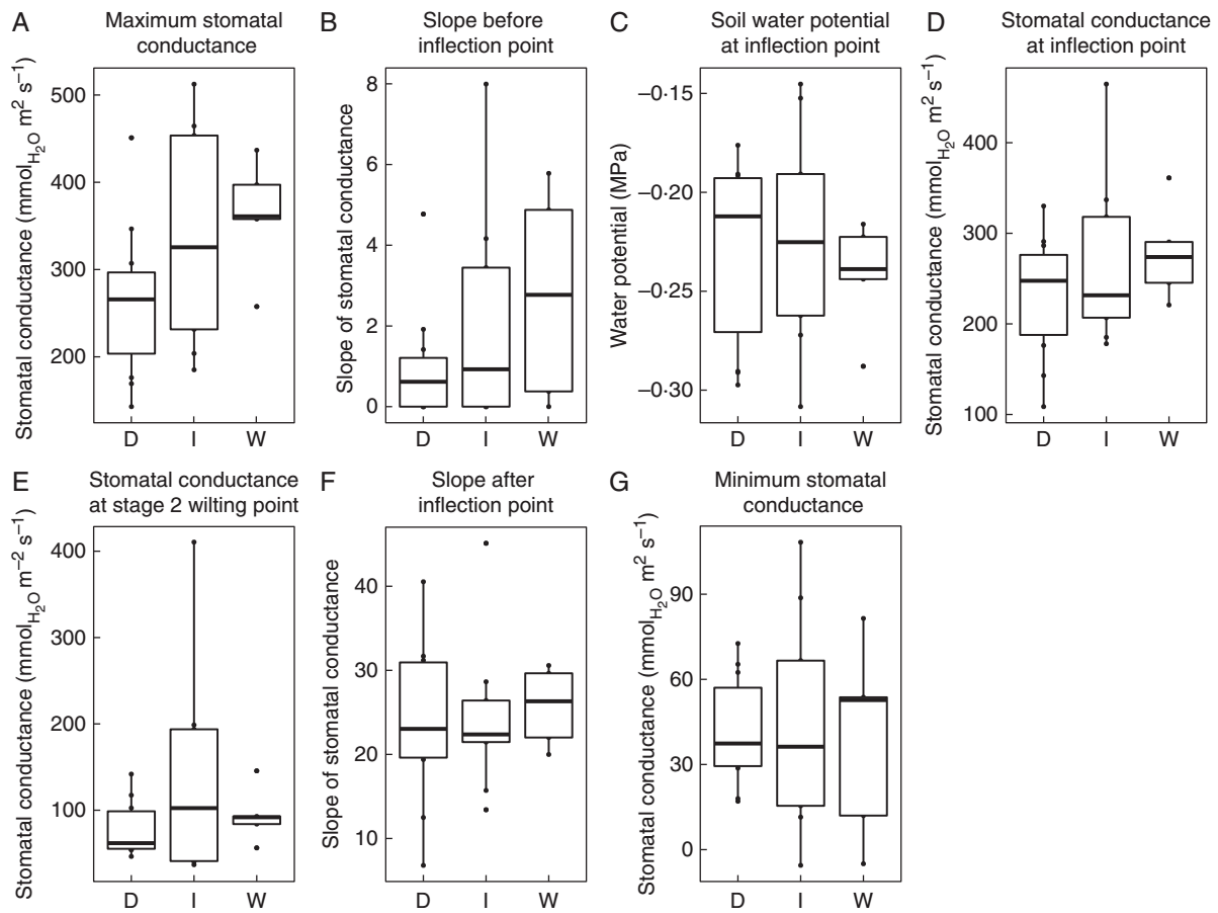 A Maximum stomatal
conductance
Stomatal conductance (mmol_H2O m² s⁻¹)
500
400
300
200
D I W
B Slope before
inflection point
Slope of stomatal conductance
8
6
4
2
0
D I W
C Soil water potential
at inflection point
Water potential (MPa)
–0·15
–0·20
–0·25
–0·30
D I W
D Stomatal conductance
at inflection point
Stomatal conductance (mmol_H2O m² s⁻¹)
400
300
200
100
D I W
E Stomatal conductance
at stage 2 wilting point
Stomatal conductance (mmol_H2O m⁻² s⁻¹)
400
300
200
100
D I W
F Slope after
inflection point
Slope of stomatal conductance
40
30
20
10
D I W
G Minimum stomatal
conductance
Stomatal conductance (mmol_H2O m² s⁻¹)
90
60
30
0
D I W